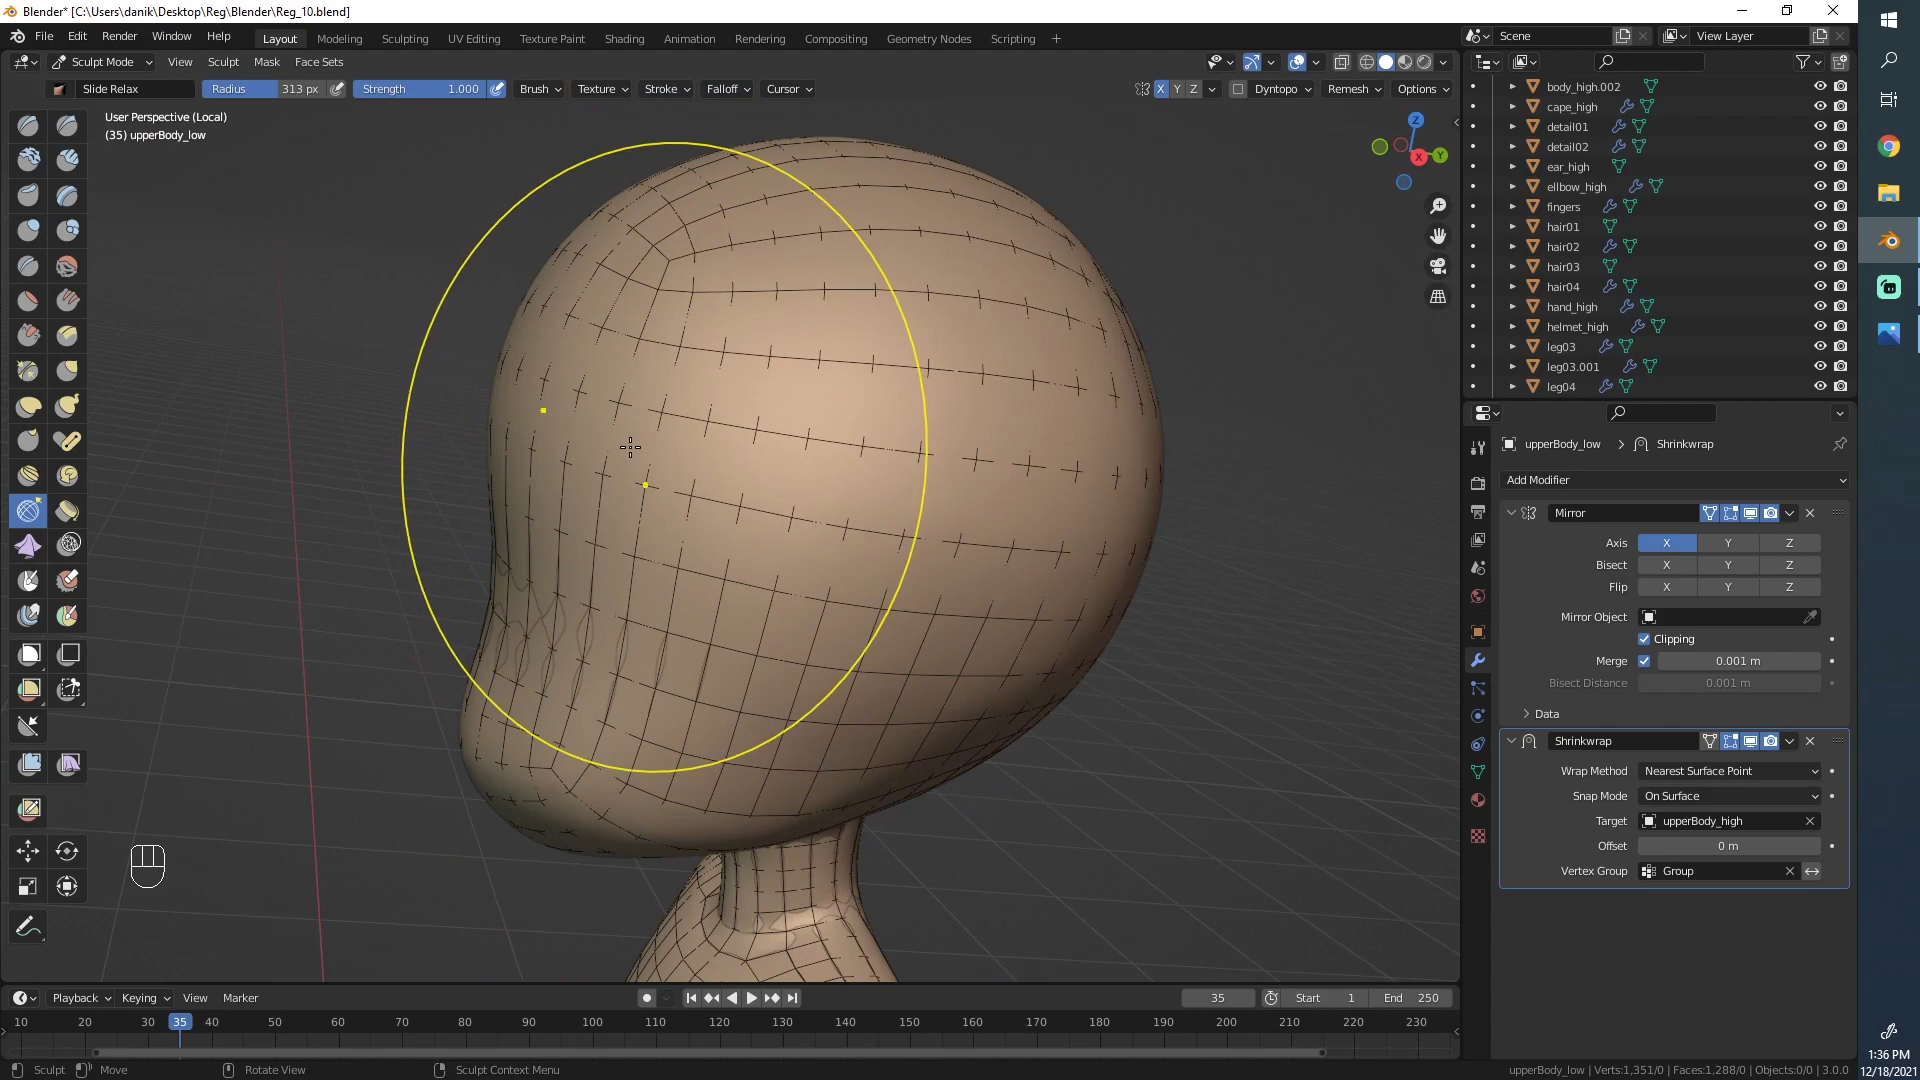 Blender* [C:\Users\danik\Desktop\Reg\Blender\Reg_10.blend]
File Edit Render Window Help
Layout Modeling Sculpting UV Editing Texture Paint Shading Animation Rendering Compositing Geometry Nodes Scripting +
Scene
View Layer
Sculpt Mode View Sculpt Mask Face Sets
Slide Relax Radius 313 px Strength 1.000 Brush Texture Stroke Falloff Cursor X Y Z Dyntopo Remesh Options
User Perspective (Local)
(35) upperBody_low
Z
Y
X
body_high.002
cape_high
detail01
detail02
ear_high
ellbow_high
fingers
hair01
hair02
hair03
hair04
hand_high
helmet_high
leg03
leg03.001
leg04
upperBody_low > Shrinkwrap
Add Modifier
Mirror
Axis X Y Z
Bisect X Y Z
Flip X Y Z
Mirror Object
Clipping
Merge 0.001 m
Bisect Distance 0.001 m
Data
Shrinkwrap
Wrap Method Nearest Surface Point
Snap Mode On Surface
Target upperBody_high
Offset 0 m
Vertex Group Group
Playback Keying View Marker 35 Start 1 End 250
10 20 30 35 40 50 60 70 80 90 100 110 120 130 140 150 160 170 180 190 200 210 220 230
Sculpt Move Rotate View Sculpt Context Menu
upperBody_low | Verts:1,351/0 | Faces:1,288/0 | Objects:0/0 | 3.0.0
1:36 PM
12/18/2021